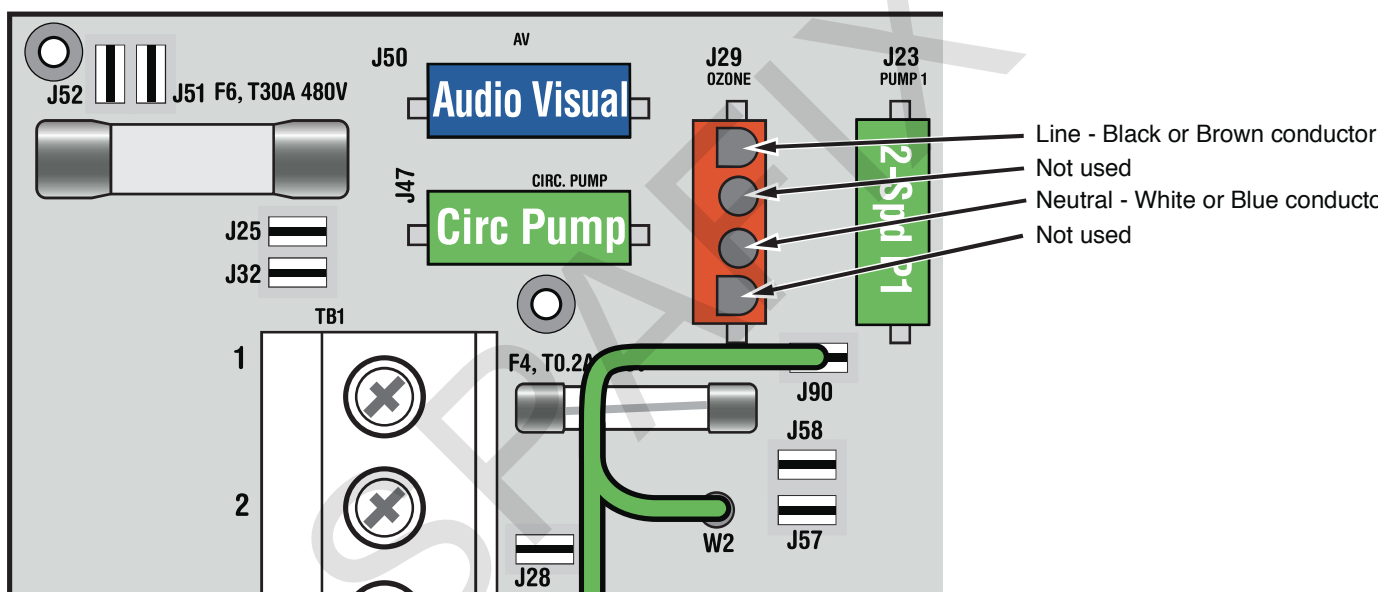 AV
J50
J29
OZONE
J23
PUMP 1
J52
J51
F6, T30A 480V
Audio Visual
Line - Black or Brown conductor
Not used
Neutral - White or Blue
Not used
J47
CIRC. PUMP
Circ Pump
2-Spd P1
J25
J32
TB1
1
F4, T0.2A
J90
J58
2
W2
J57
J28
SPAFIX